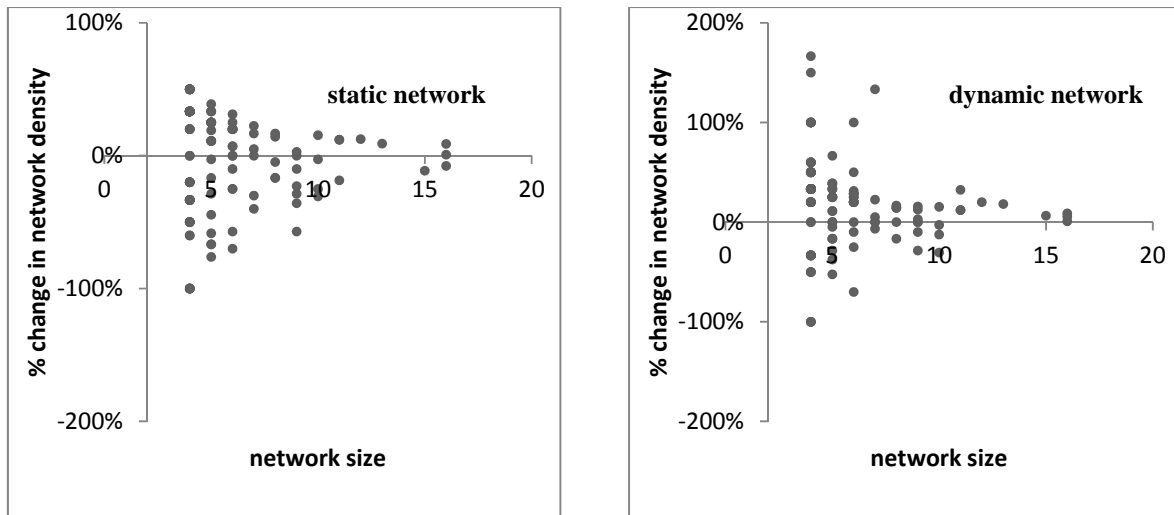 100%
static network
0%
0 5 10 15 20
-100%
-200%
% change in network density
network size
200%
dynamic network
100%
0%
0 5 10 15 20
-100%
-200%
% change in network density
network size